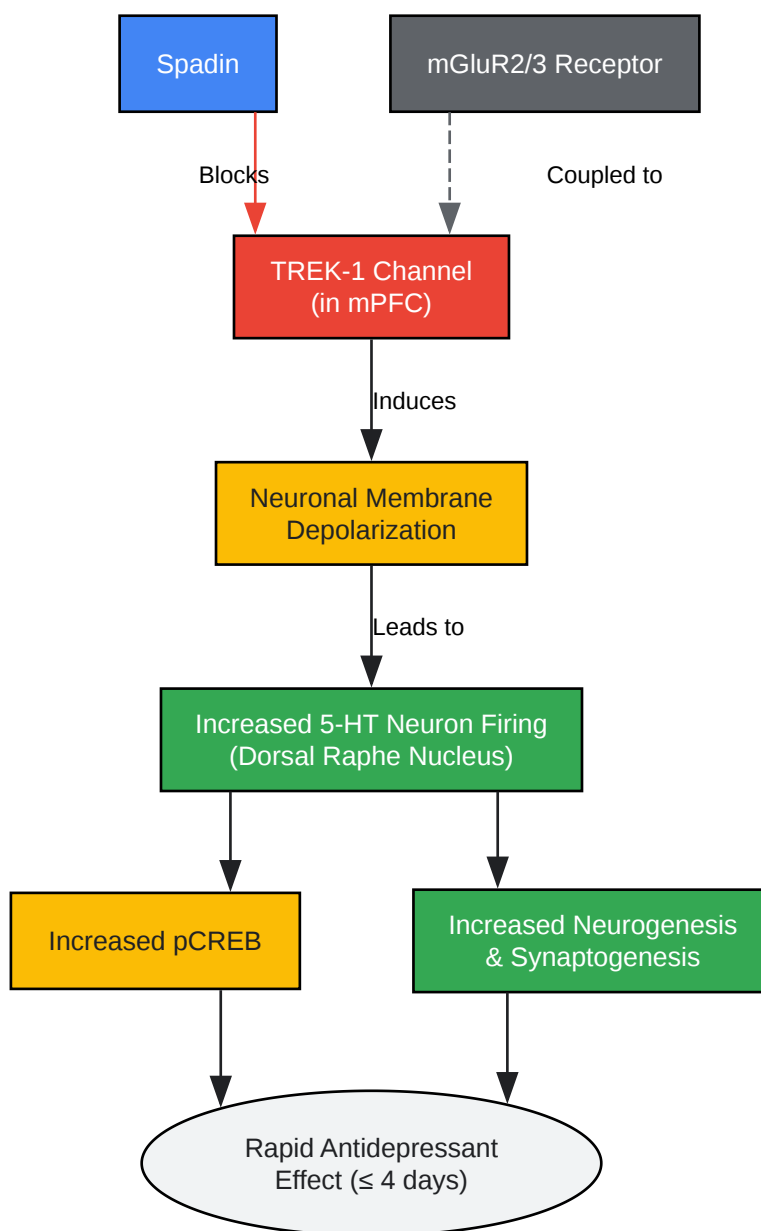 Spadin
mGluR2/3 Receptor
Blocks
Coupled to
TREK-1 Channel
(in mPFC)
Induces
Neuronal Membrane
Depolarization
Leads to
Increased 5-HT Neuron Firing
(Dorsal Raphe Nucleus)
Increased pCREB
Increased Neurogenesis
& Synaptogenesis
Rapid Antidepressant
Effect (≤ 4 days)